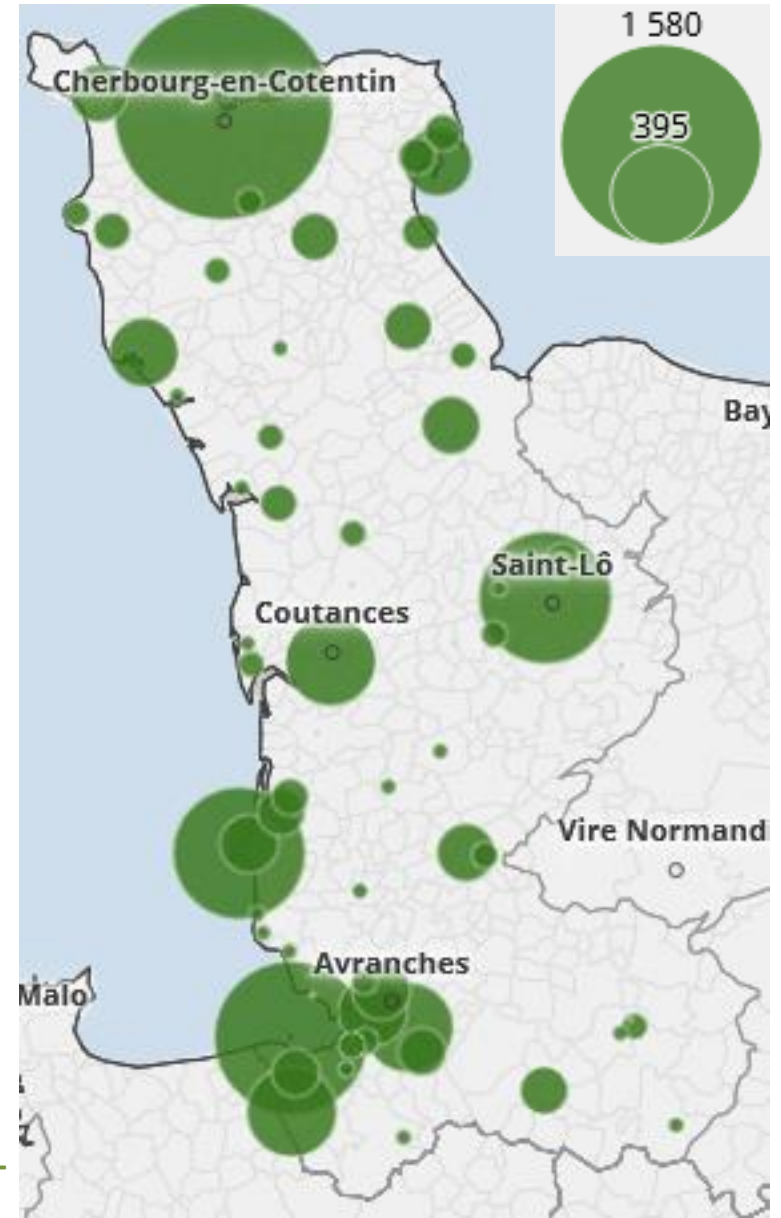 1 580
395
Cherbourg-en-Cotentin
Bay
Saint-Lô
Coutances
Vire Normand
Avranches
Malo